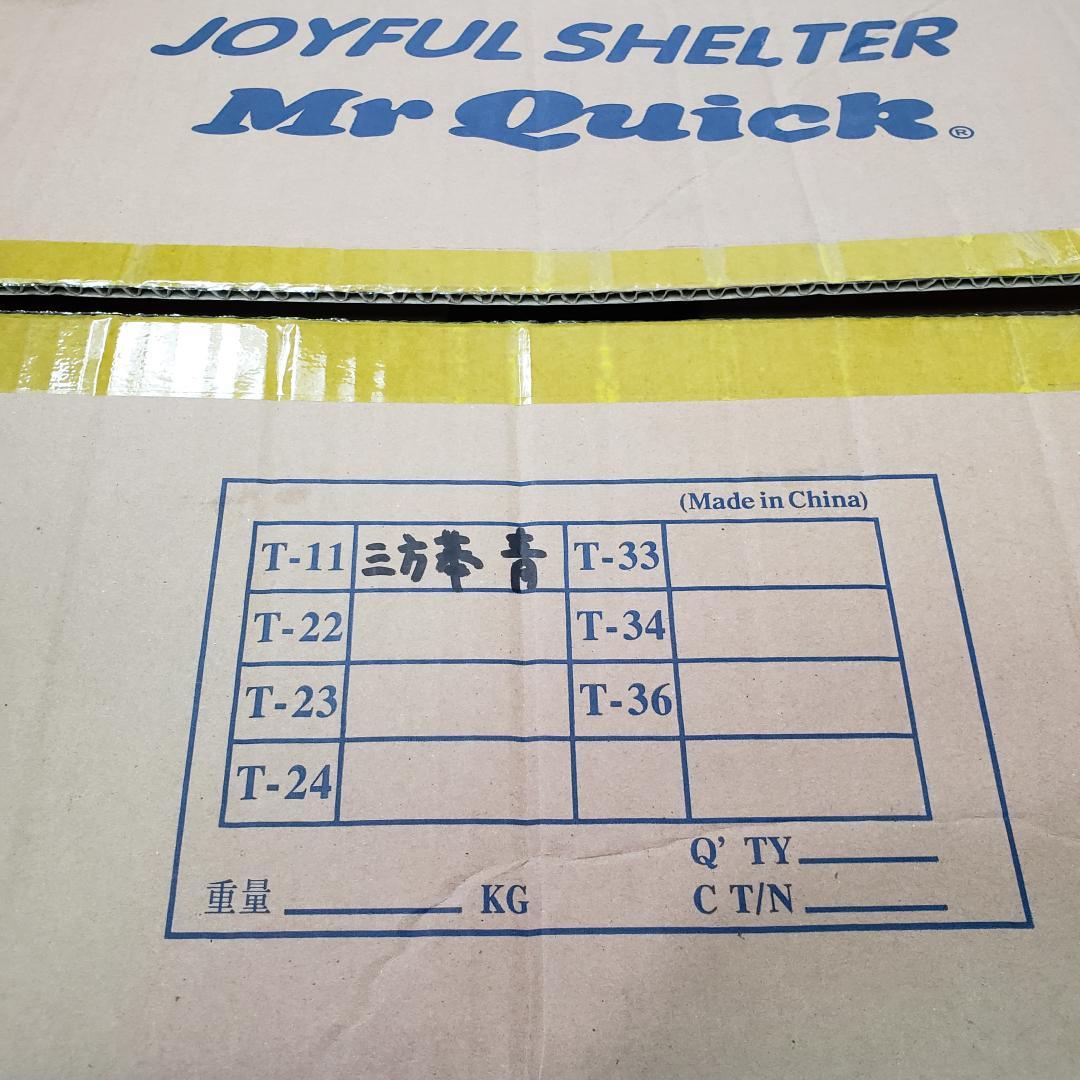 JOYFUL SHELTER
Mr Quick®
(Made in China)
T-11 三方幕 青 T-33
T-22 T-34
T-23 T-36
T-24
Q' TY
重量 KG C T/N